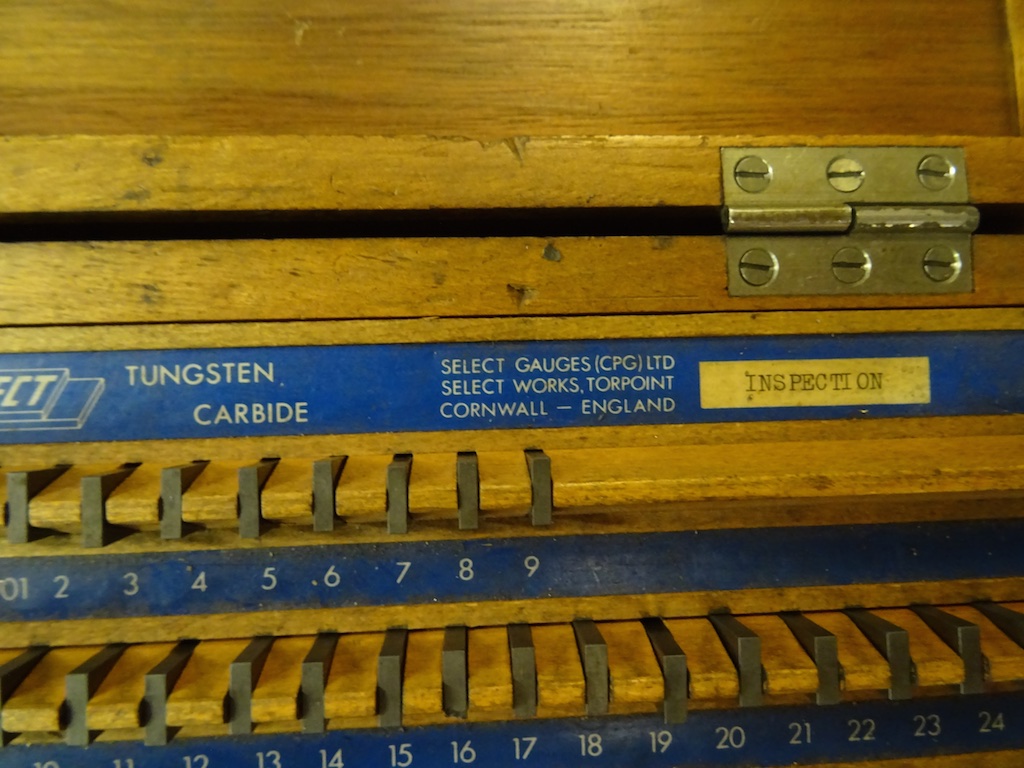 TUNGSTEN
CARBIDE
SELECT GAUGES (CPG) LTD
SELECT WORKS, TORPOINT
CORNWALL — ENGLAND
INSPECTION
01 2 3 4 5 .6 7 8 9
11 12 13 14 15 16 17 18 19 20 21 22 23 24